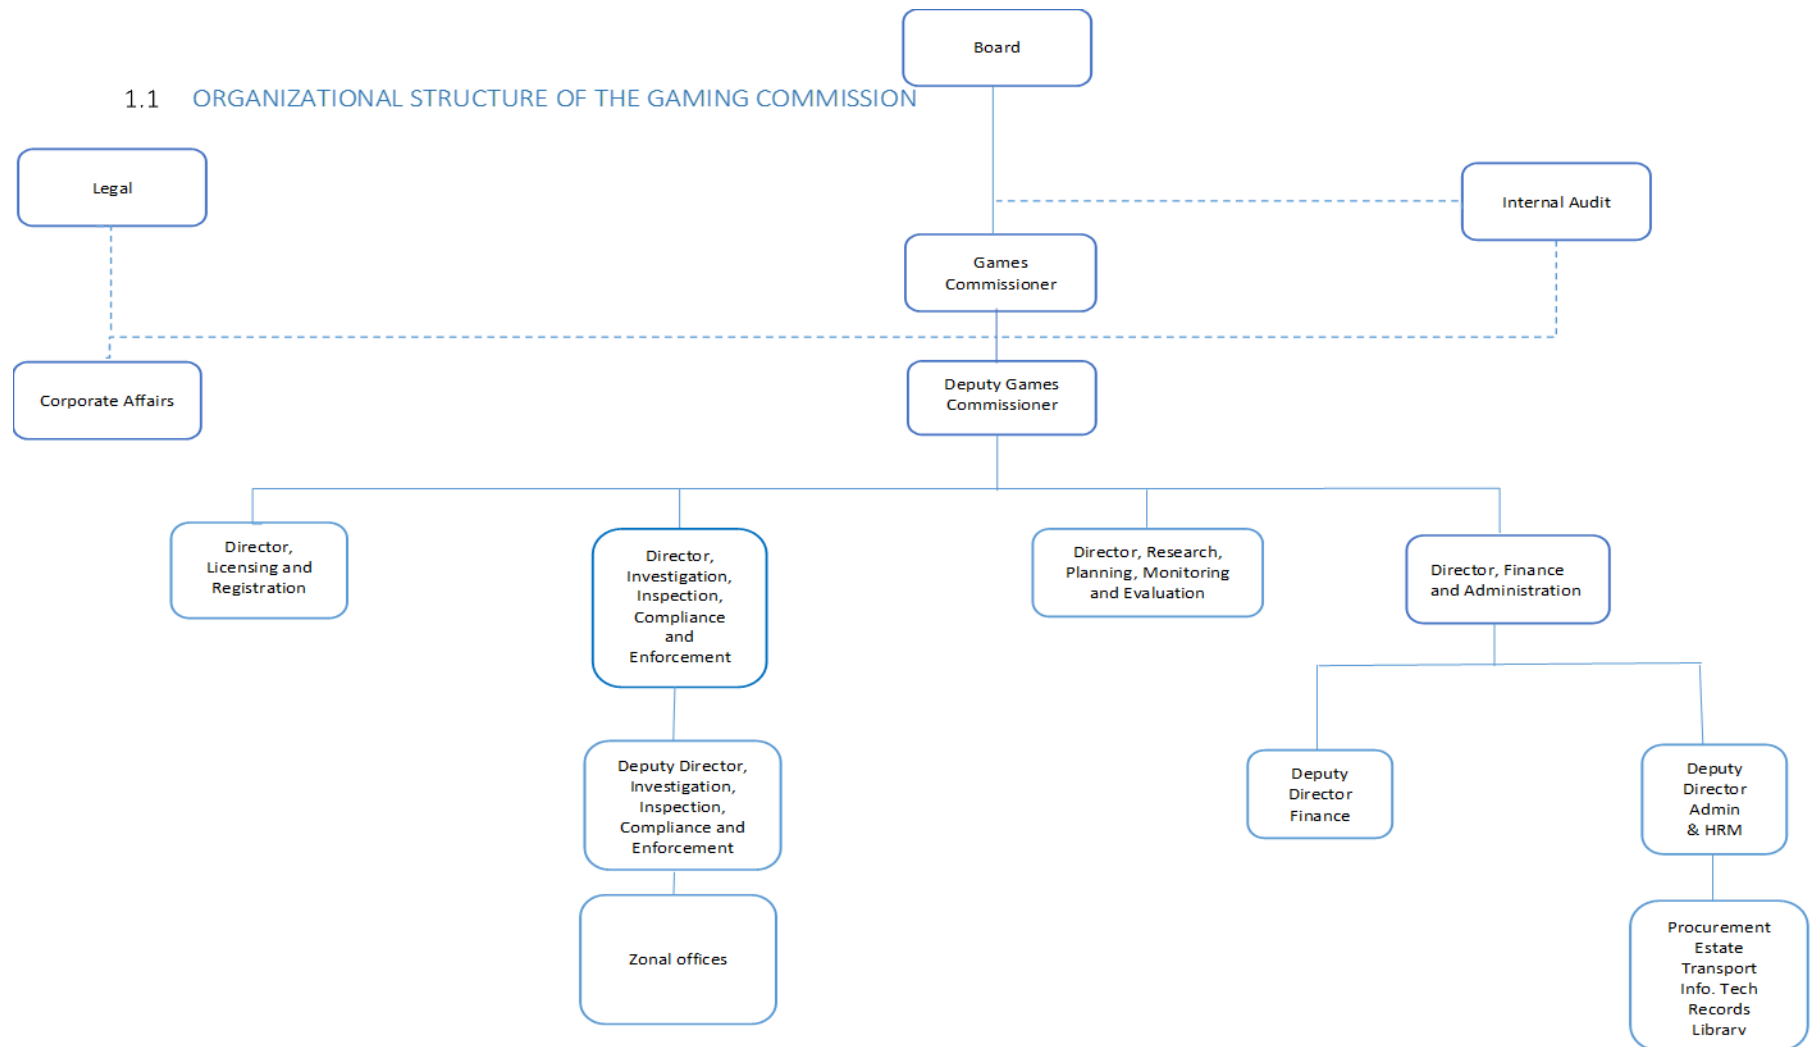 Board
1.1 ORGANIZATIONAL STRUCTURE OF THE GAMING COMMISSION
Legal
Internal Audit
Games
Commissioner
Corporate Affairs
Deputy Games
Commissioner
Director,
Licensing and
Registration
Director,
Investigation,
Inspection,
Compliance
and
Enforcement
Director, Research,
Planning, Monitoring
and Evaluation
Director, Finance
and Administration
Deputy Director,
Investigation,
Inspection,
Compliance and
Enforcement
Deputy
Director
Finance
Deputy
Director
Admin
& HRM
Zonal offices
Procurement
Estate
Transport
Info. Tech
Records
Library